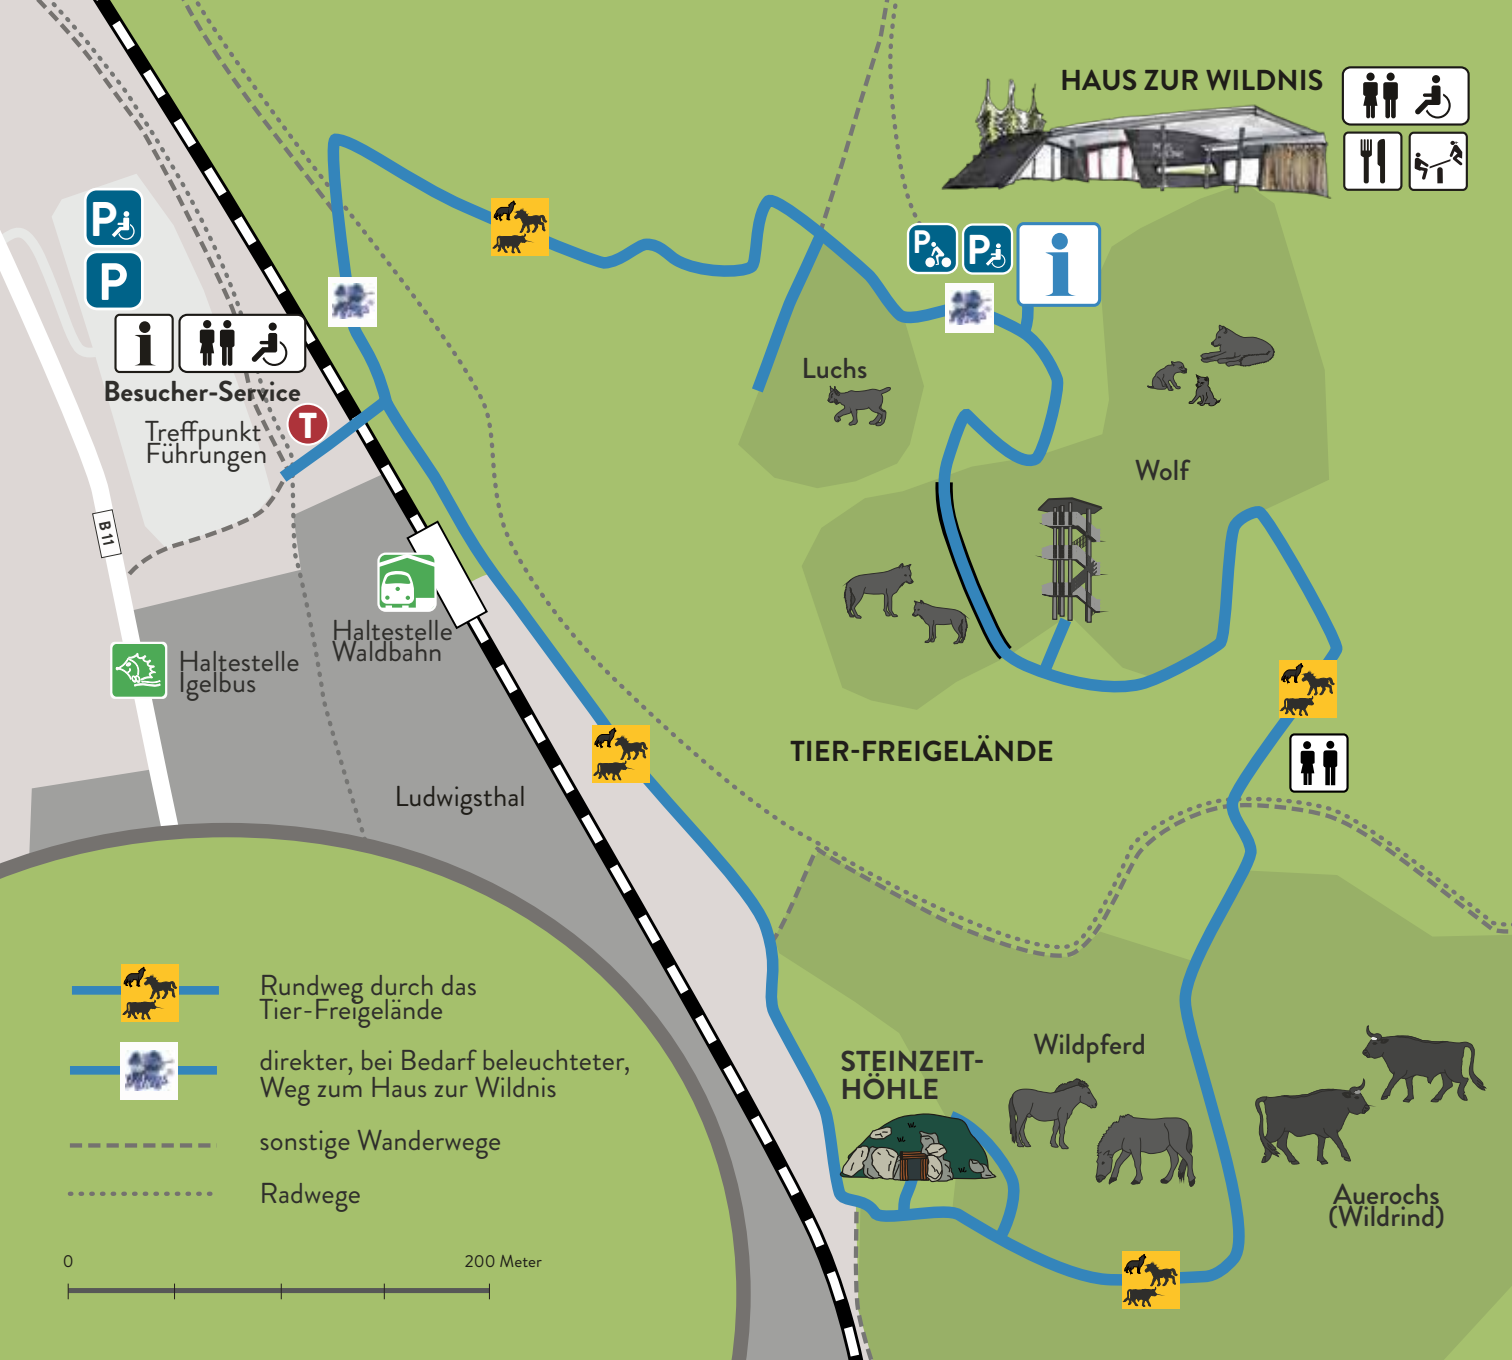 HAUS ZUR WILDNIS
P
P
P
P
i
i
Besucher-Service
T
Treffpunkt
Führungen
Luchs
Wolf
B 11
Haltestelle
Waldbahn
Haltestelle
Igelbus
TIER-FREIGELÄNDE
Ludwigsthal
Rundweg durch das
Tier-Freigelände
direkter, bei Bedarf beleuchteter,
Weg zum Haus zur Wildnis
sonstige Wanderwege
Radwege
0
200 Meter
STEINZEIT-
HÖHLE
Wildpferd
Auerochs
(Wildrind)